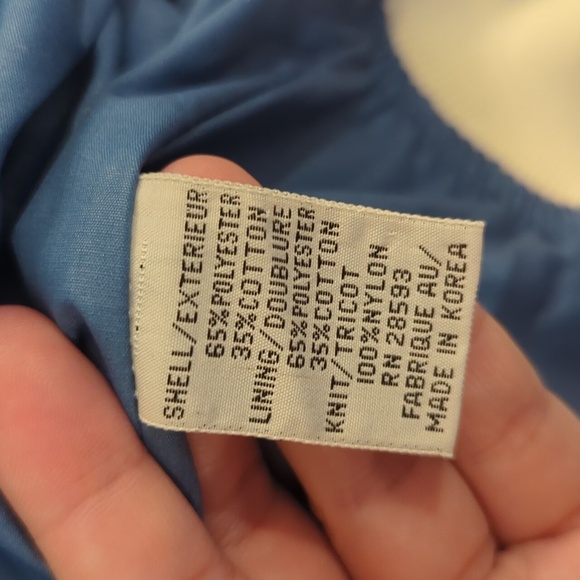 SHELL/EXTERIEUR
65%POLYESTER
35%COTTON
LINING/DOUBLURE
65%POLYESTER
35%COTTON
KNIT/TRICOT
100%NYLON
RN 28593
FABRIQUE AU/
MADE IN KOREA